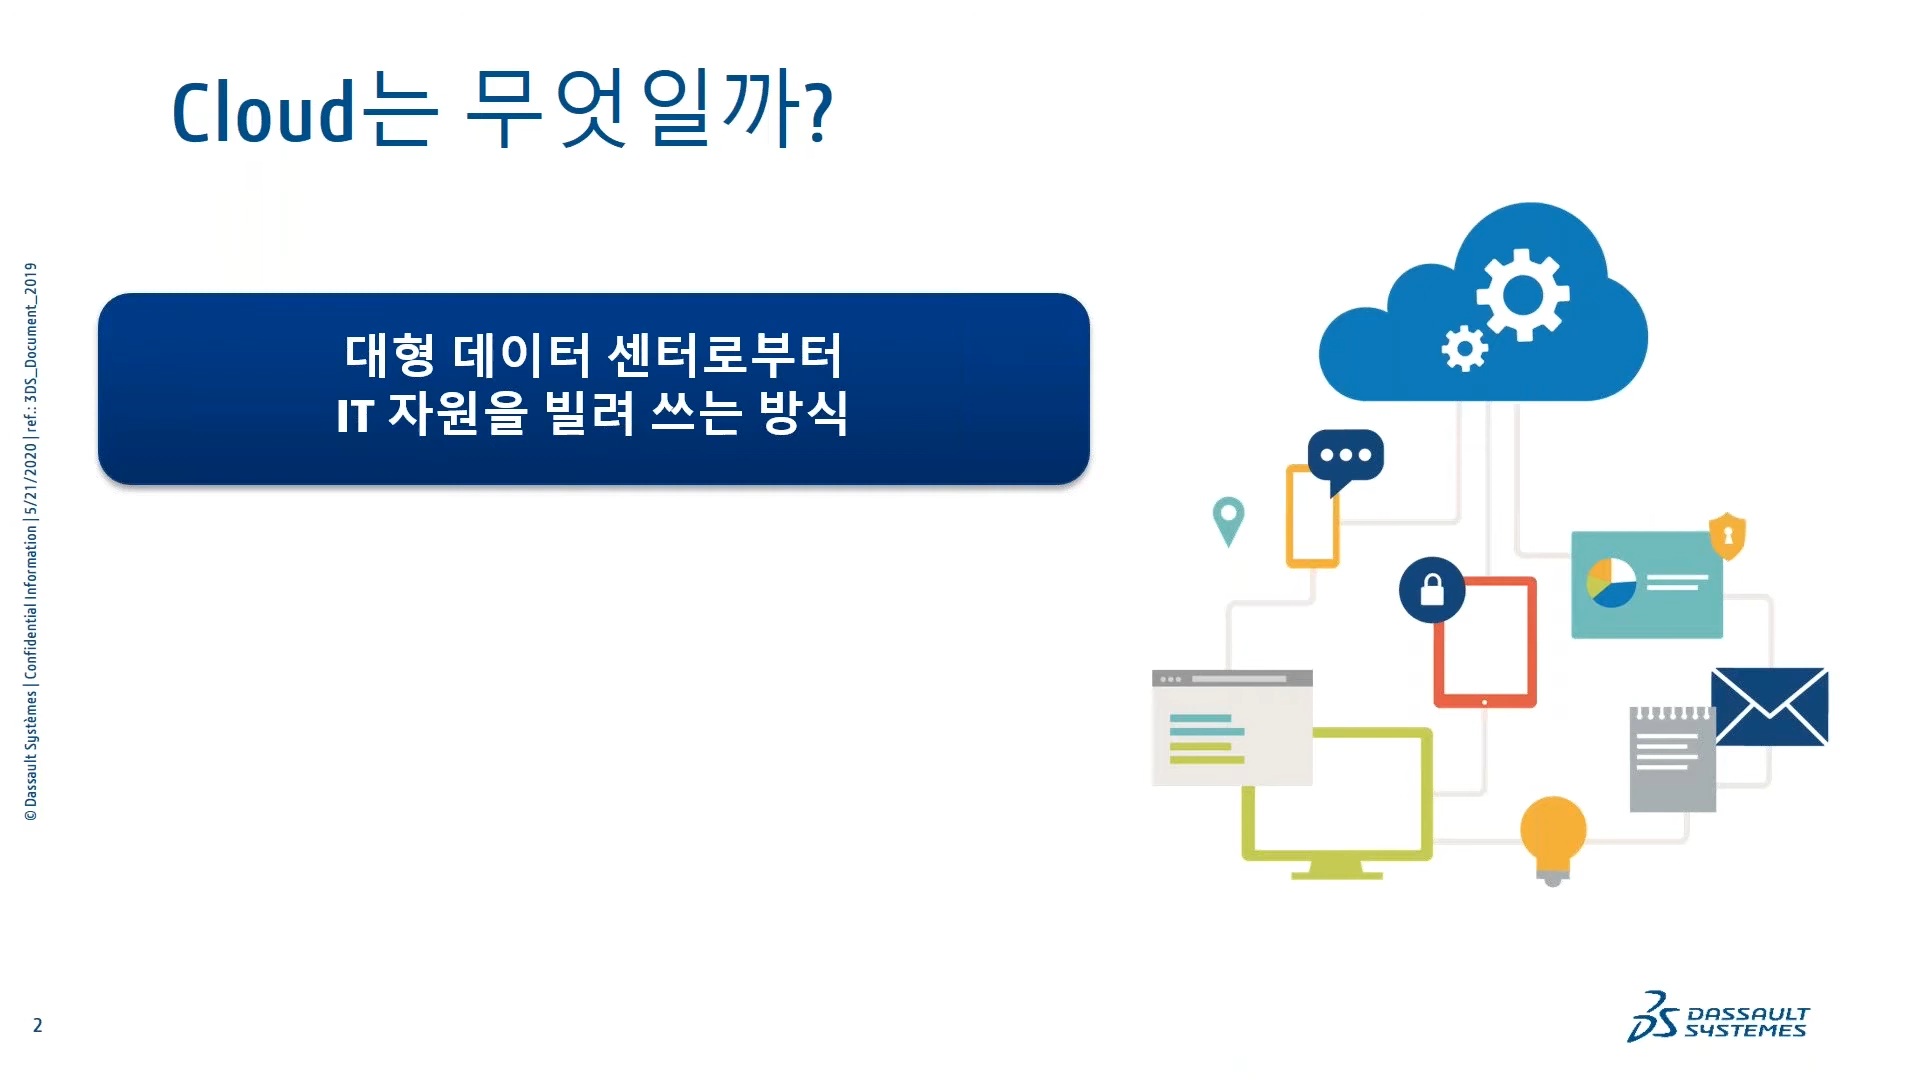 Cloud는 무엇일까?
대형 데이터 센터로부터
IT 자원을 빌려 쓰는 방식
© Dassault Systèmes | Confidential Information | 5/21/2020 | ref.: 3DS_Document_2019
2
3DS DASSAULT
SYSTEMES